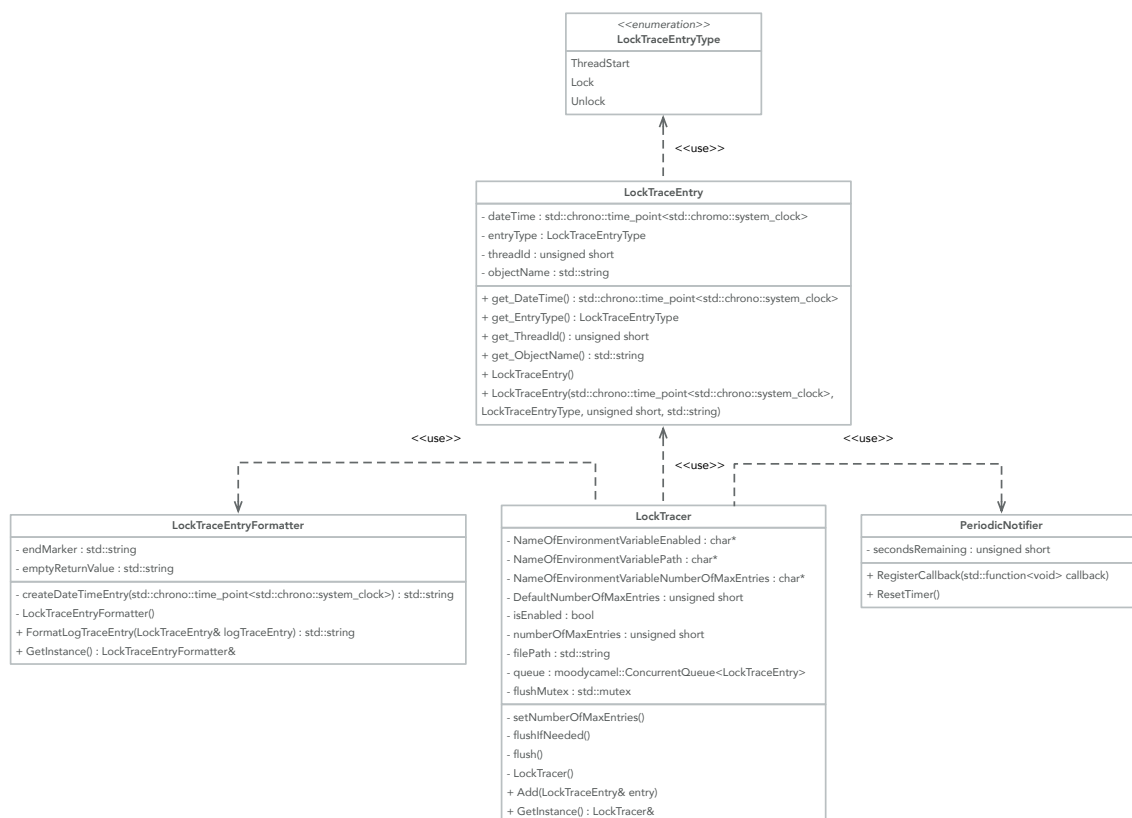 <<enumeration>>
LockTraceEntryType
ThreadStart
Lock
Unlock
<<use>>
LockTraceEntry
- dateTime : std::chrono::time_point<std::chromo::system_clock>
- entryType : LockTraceEntryType
- threadId : unsigned short
- objectName : std::string
+ get_DateTime() : std::chrono::time_point<std::chrono::system_clock>
+ get_EntryType() : LockTraceEntryType
+ get_ThreadId() : unsigned short
+ get_ObjectName() : std::string
+ LockTraceEntry()
+ LockTraceEntry(std::chrono::time_point<std::chrono::system_clock>,
LockTraceEntryType, unsigned short, std::string)
<<use>>
<<use>>
<<use>>
LockTraceEntryFormatter
- endMarker : std::string
- emptyReturnValue : std::string
- createDateTimeEntry(std::chrono::time_point<std::chrono::system_clock>) : std::string
- LockTraceEntryFormatter()
+ FormatLogTraceEntry(LockTraceEntry& logTraceEntry) : std::string
+ GetInstance() : LockTraceEntryFormatter&
LockTracer
- NameOfEnvironmentVariableEnabled : char*
- NameOfEnvironmentVariablePath : char*
- NameOfEnvironmentVariableNumberOfMaxEntries : char*
- DefaultNumberOfMaxEntries : unsigned short
- isEnabled : bool
- numberOfMaxEntries : unsigned short
- filePath : std::string
- queue : moodycamel::ConcurrentQueue<LockTraceEntry>
- flushMutex : std::mutex
- setNumberOfMaxEntries()
- flushIfNeeded()
- flush()
- LockTracer()
+ Add(LockTraceEntry& entry)
+ GetInstance() : LockTracer&
PeriodicNotifier
- secondsRemaining : unsigned short
+ RegisterCallback(std::function<void> callback)
+ ResetTimer()